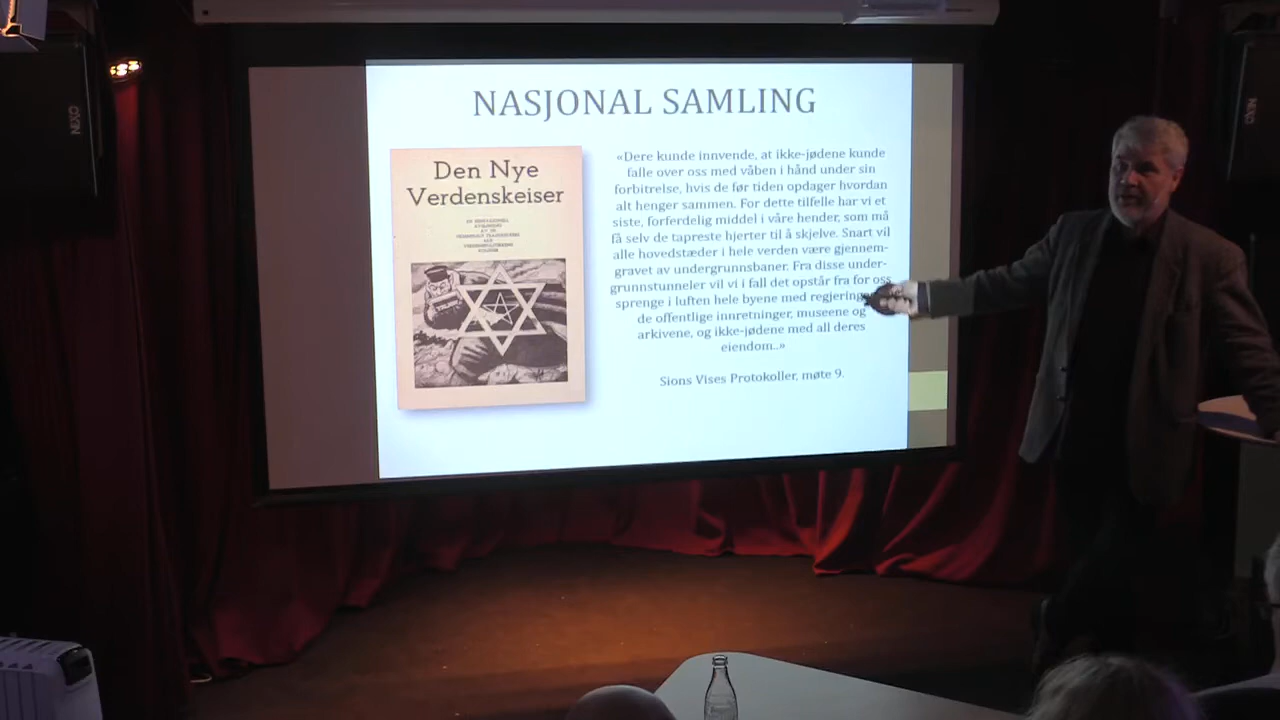 NASJONAL SAMLING
Den Nye
Verdenskeiser
«Dere kunde innvende, at ikke-jødene kunde
falle over oss med våben i hånd under sin
forbitrelse, hvis de før tiden opdager hvordan
alt henger sammen. For dette tilfelle har vi et
siste, forferdelig middel i våre hender, som må
få selv de tapreste hjerter til å skjelve. Snart vil
alle hovedstæder i hele verden være gjennem-
gravet av undergrunnsbaner. Fra disse under-
grunnstunneler vil vi i fall det opstår fra for oss
sprenge i luften hele byene med
de offentlige innretninger, museene og
arkivene, og ikke-jødene med all deres
eiendom..»
Sions Vises Protokoller, møte 9.
NEXO
NEXO